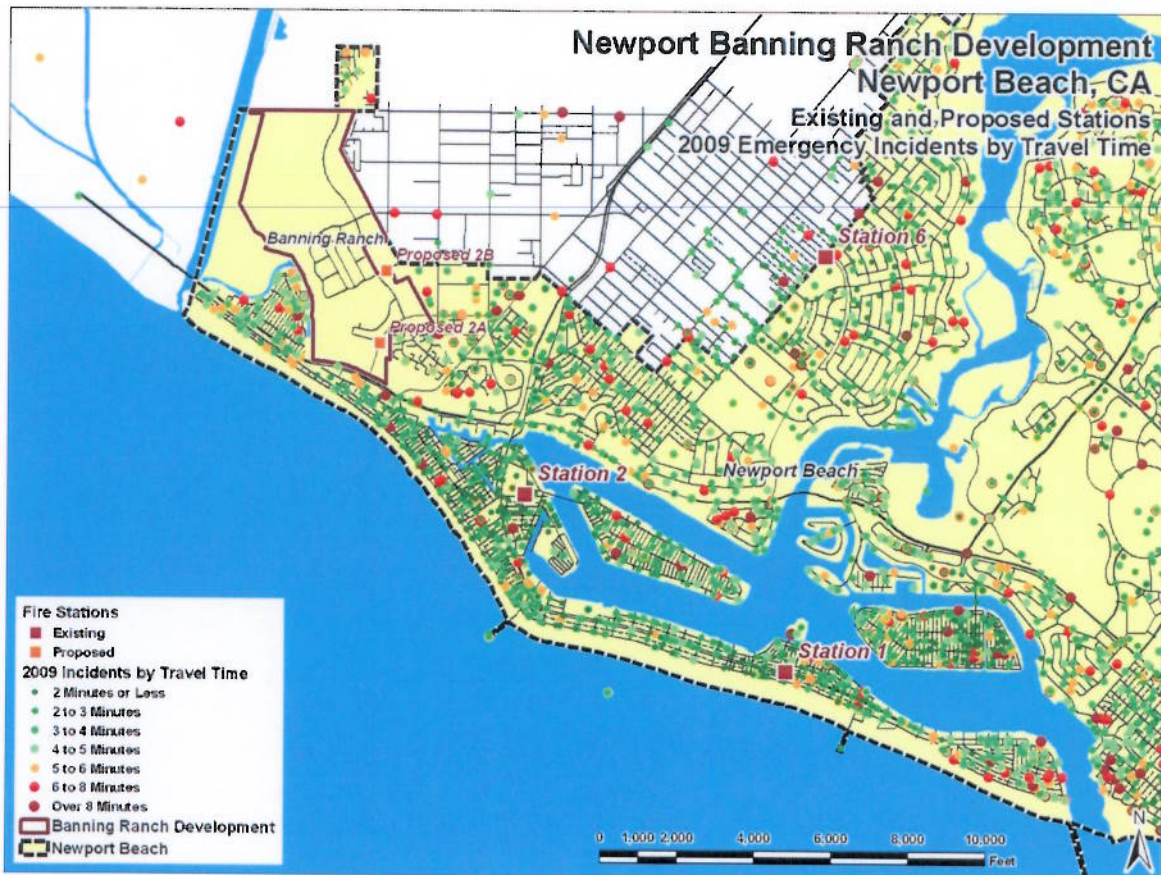 Newport Banning Ranch Development
Newport Beach, CA
Existing and Proposed Stations
2009 Emergency Incidents by Travel Time
Station 6
Banning Ranch
Proposed 2B
Proposed 2A
Station 2
Newport Beach
Station 1
Fire Stations
Existing
Proposed
2009 Incidents by Travel Time
2 Minutes or Less
2 to 3 Minutes
3 to 4 Minutes
4 to 5 Minutes
5 to 6 Minutes
6 to 8 Minutes
Over 8 Minutes
Banning Ranch Development
Newport Beach
0 1,000 2,000 4,000 6,000 8,000 10,000
Feet
N